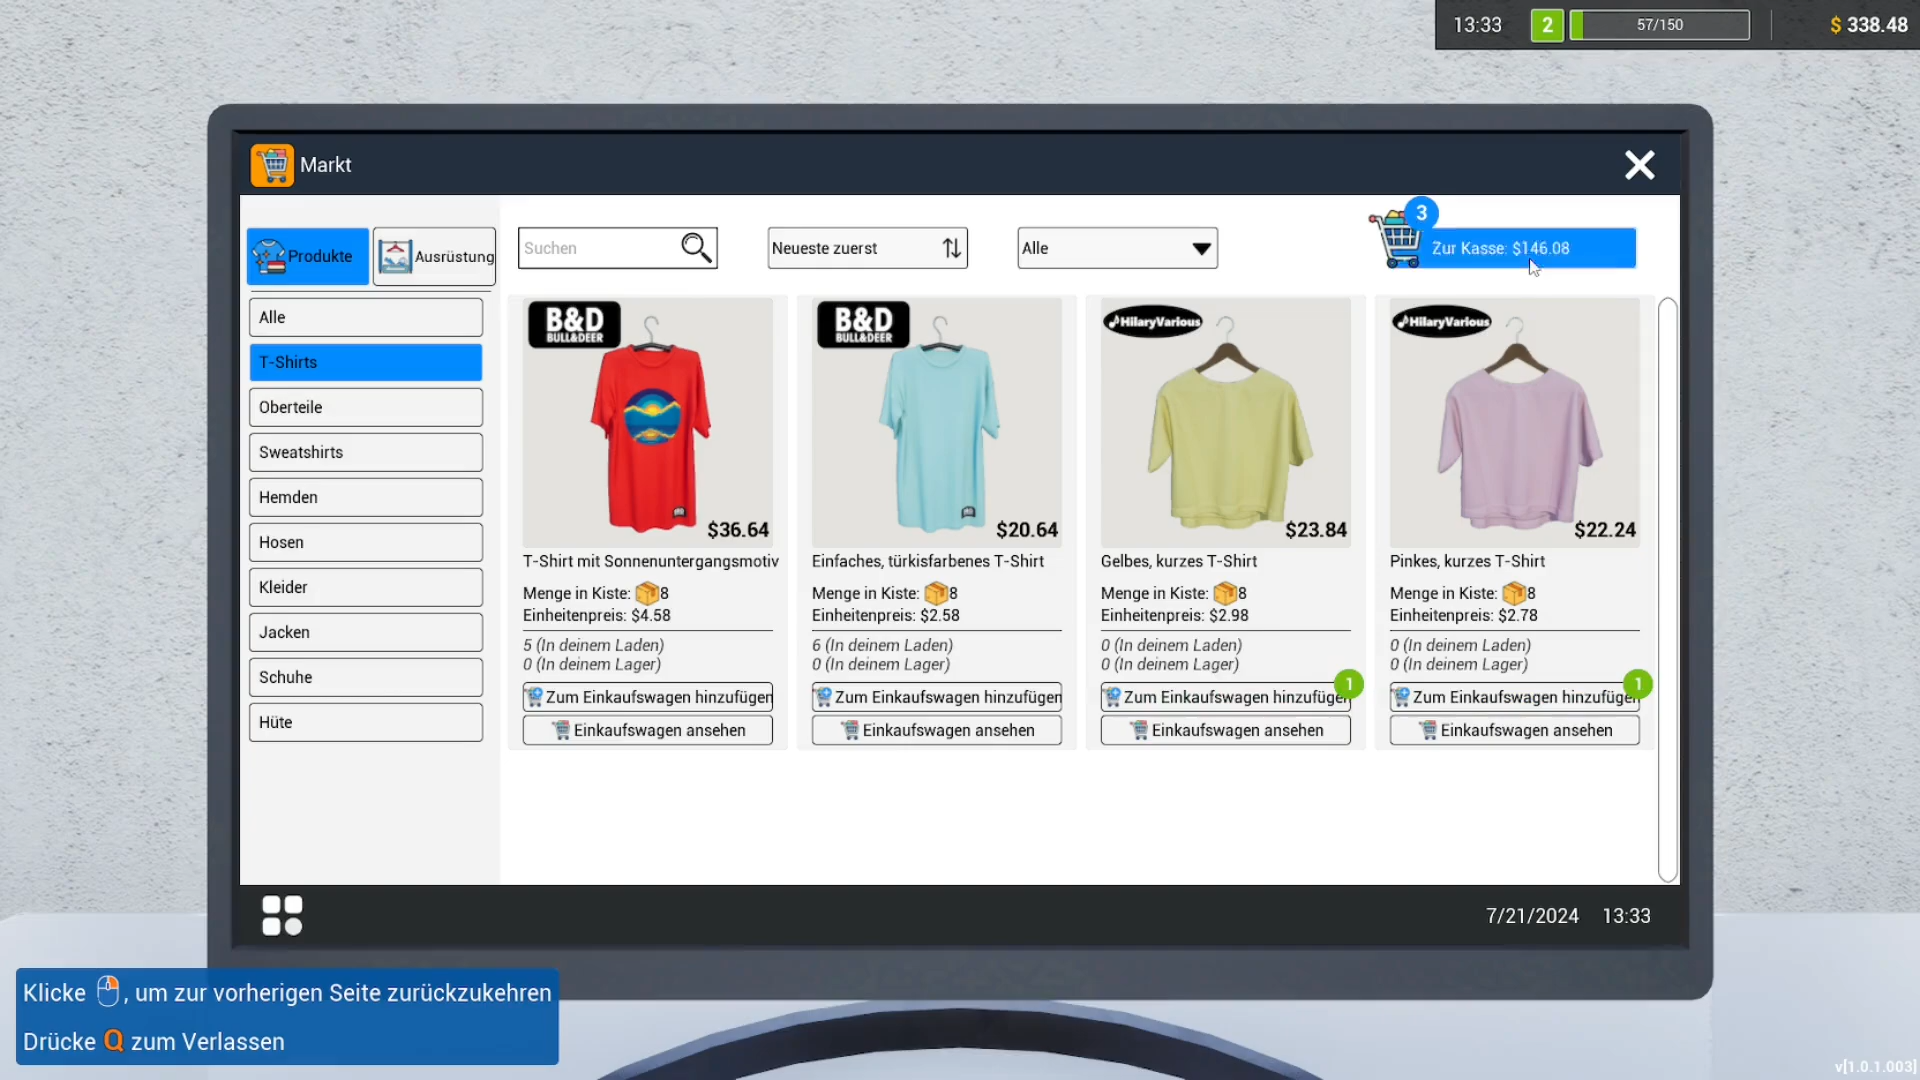 13:33
2
57/150
$ 338.48
Markt
3
Produkte
Ausrüstung
Suchen
Neueste zuerst
Alle
Zur Kasse: $146.08
Alle
T-Shirts
Oberteile
Sweatshirts
Hemden
Hosen
Kleider
Jacken
Schuhe
Hüte
B&D
BULL&DEER
$36.64
T-Shirt mit Sonnenuntergangsmotiv
Menge in Kiste: 8
Einheitenpreis: $4.58
5 (In deinem Laden)
0 (In deinem Lager)
Zum Einkaufswagen hinzufügen
Einkaufswagen ansehen
B&D
BULL&DEER
$20.64
Einfaches, türkisfarbenes T-Shirt
Menge in Kiste: 8
Einheitenpreis: $2.58
6 (In deinem Laden)
0 (In deinem Lager)
Zum Einkaufswagen hinzufügen
Einkaufswagen ansehen
HilaryVarious
$23.84
Gelbes, kurzes T-Shirt
Menge in Kiste: 8
Einheitenpreis: $2.98
0 (In deinem Laden)
0 (In deinem Lager)
1
Zum Einkaufswagen hinzufügen
Einkaufswagen ansehen
HilaryVarious
$22.24
Pinkes, kurzes T-Shirt
Menge in Kiste: 8
Einheitenpreis: $2.78
0 (In deinem Laden)
0 (In deinem Lager)
1
Zum Einkaufswagen hinzufügen
Einkaufswagen ansehen
7/21/2024 13:33
Klicke , um zur vorherigen Seite zurückzukehren
Drücke Q zum Verlassen
v[1.0.1.003]